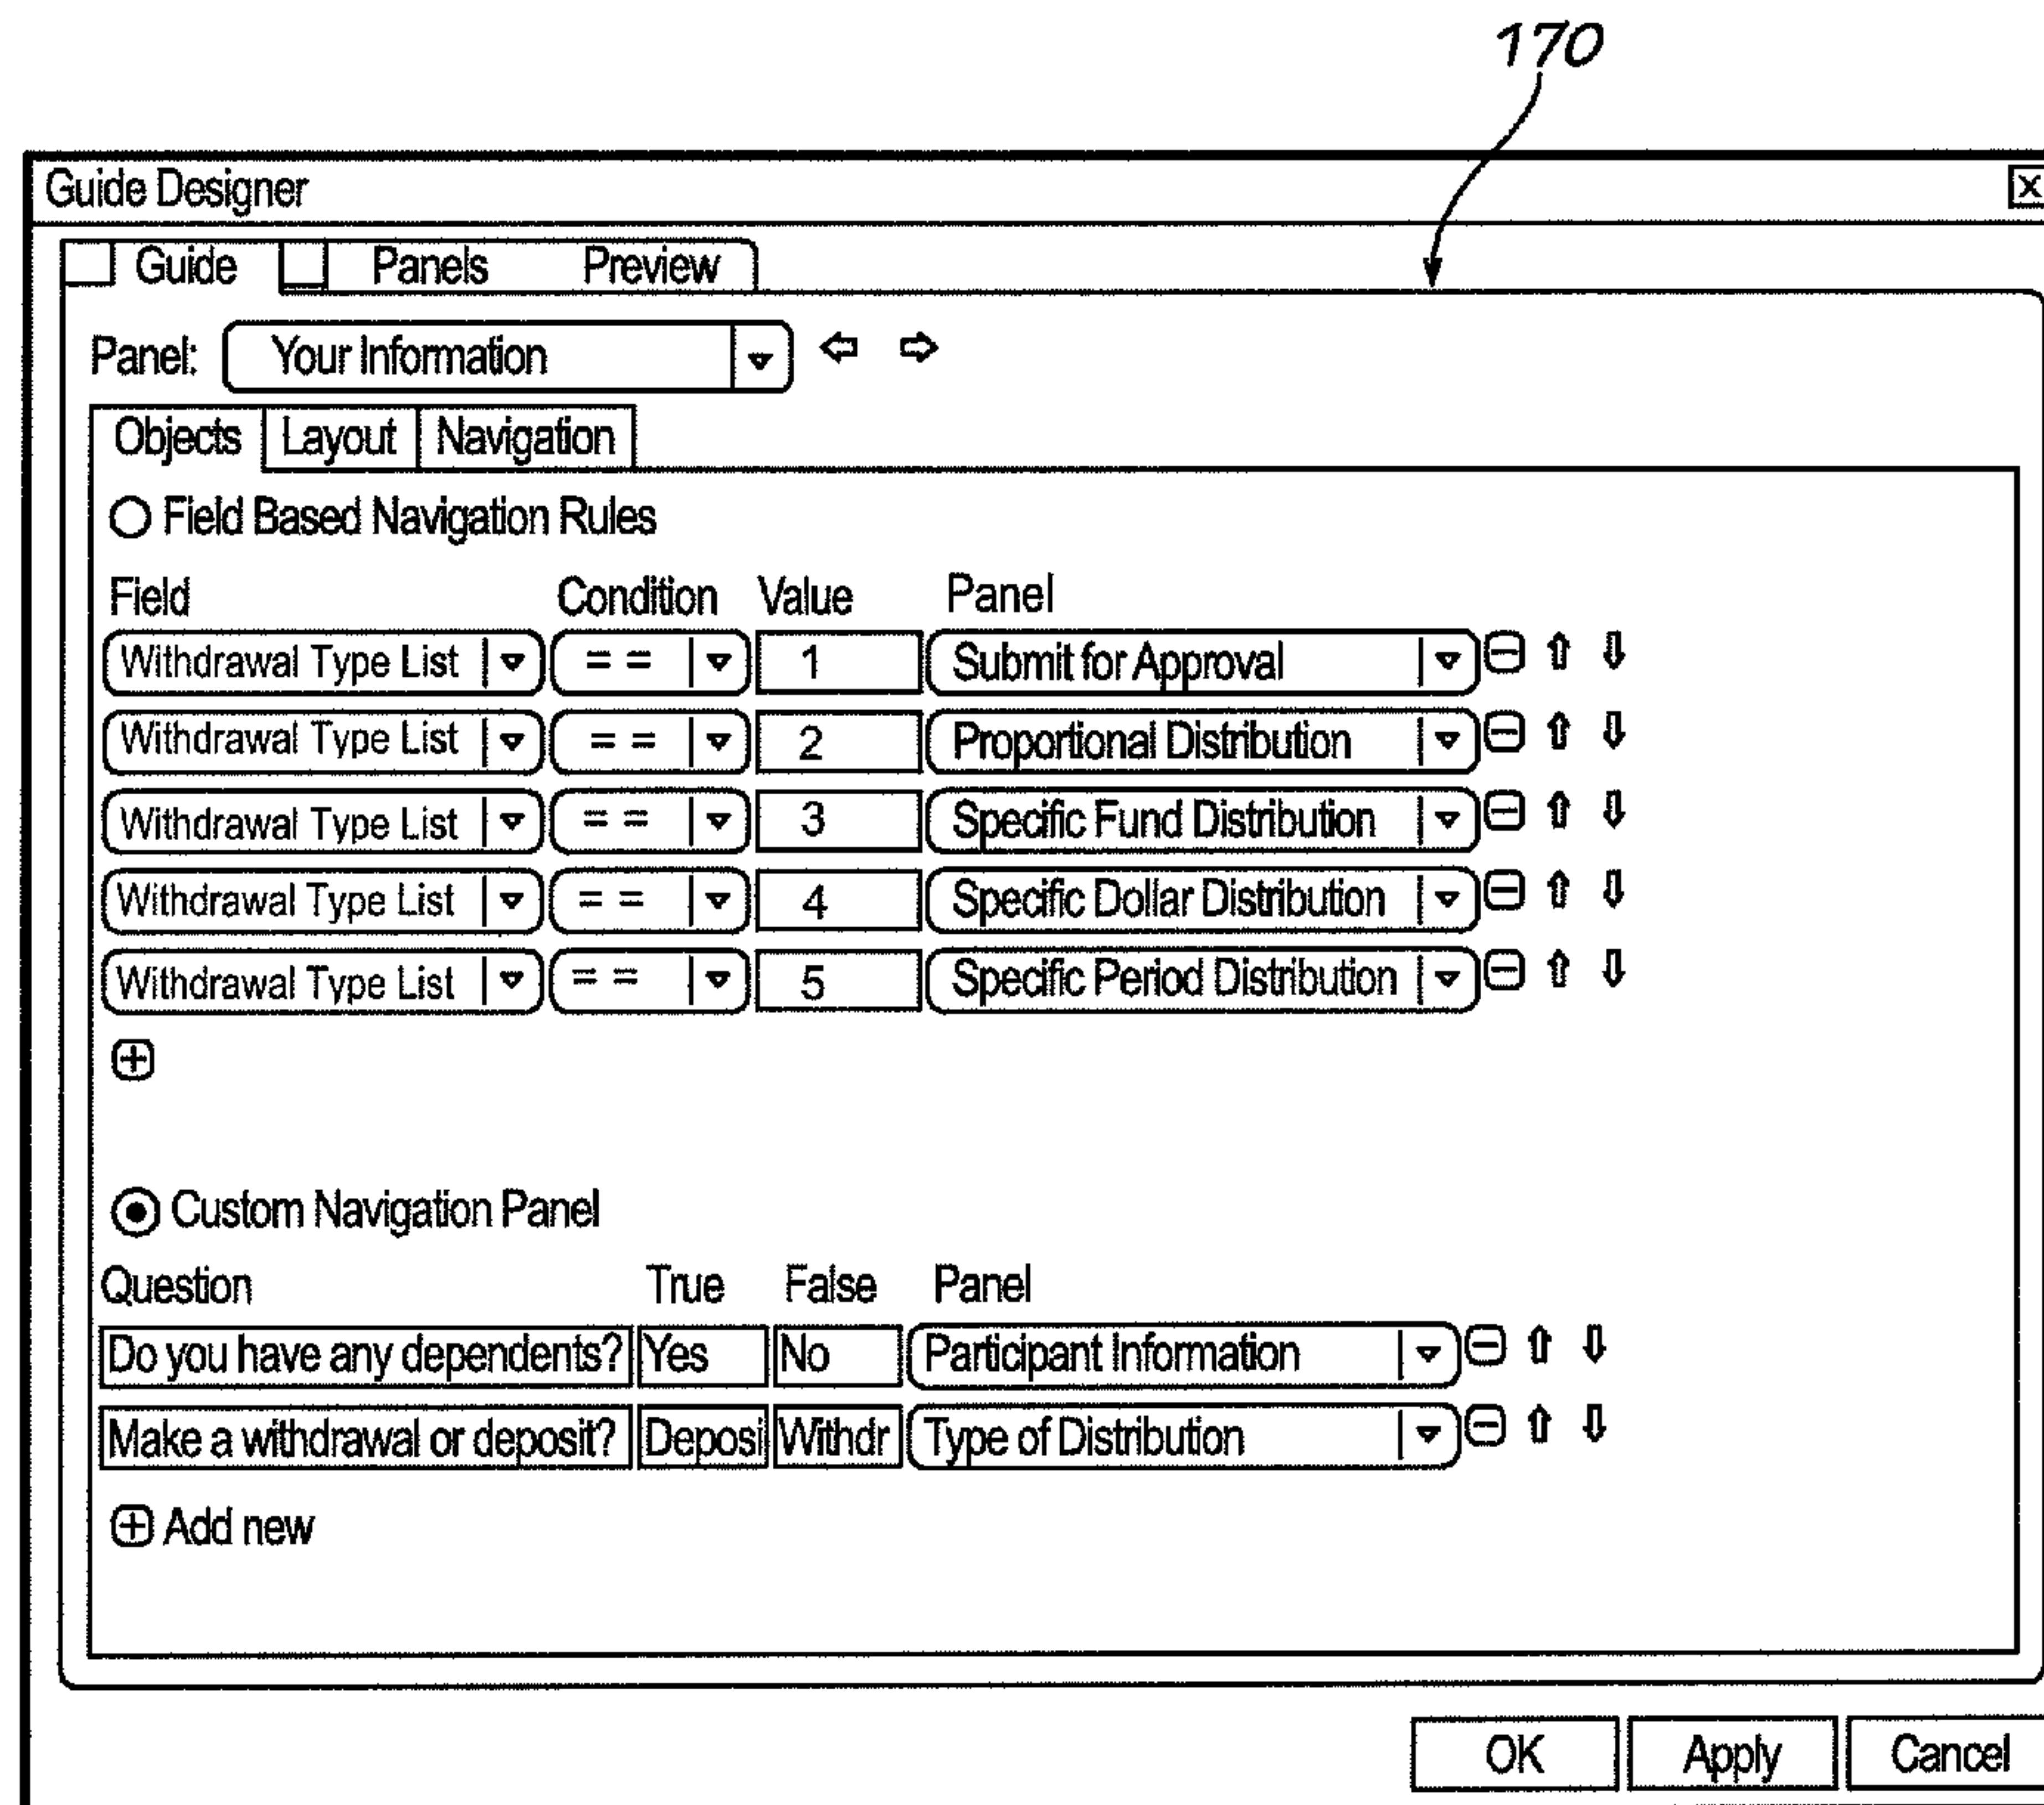 170
Guide Designer
Guide Panels Preview
Panel: Your Information
Objects Layout Navigation
Field Based Navigation Rules
Field Condition Value Panel
Withdrawal Type List == 1 Submit for Approval
Withdrawal Type List == 2 Proportional Distribution
Withdrawal Type List == 3 Specific Fund Distribution
Withdrawal Type List == 4 Specific Dollar Distribution
Withdrawal Type List == 5 Specific Period Distribution
Custom Navigation Panel
Question True False Panel
Do you have any dependents? Yes No Participant Information
Make a withdrawal or deposit? Deposi Withdr Type of Distribution
Add new
OK Apply Cancel